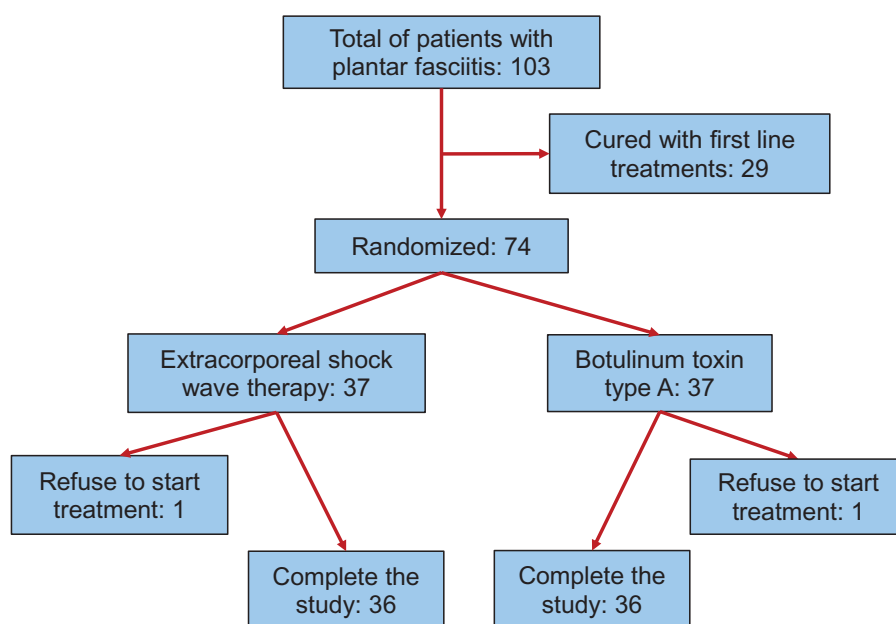 Total of patients with
plantar fasciitis: 103
Cured with first line
treatments: 29
Randomized: 74
Extracorporeal shock
wave therapy: 37
Botulinum toxin
type A: 37
Refuse to start
treatment: 1
Refuse to start
treatment: 1
Complete the
study: 36
Complete the
study: 36